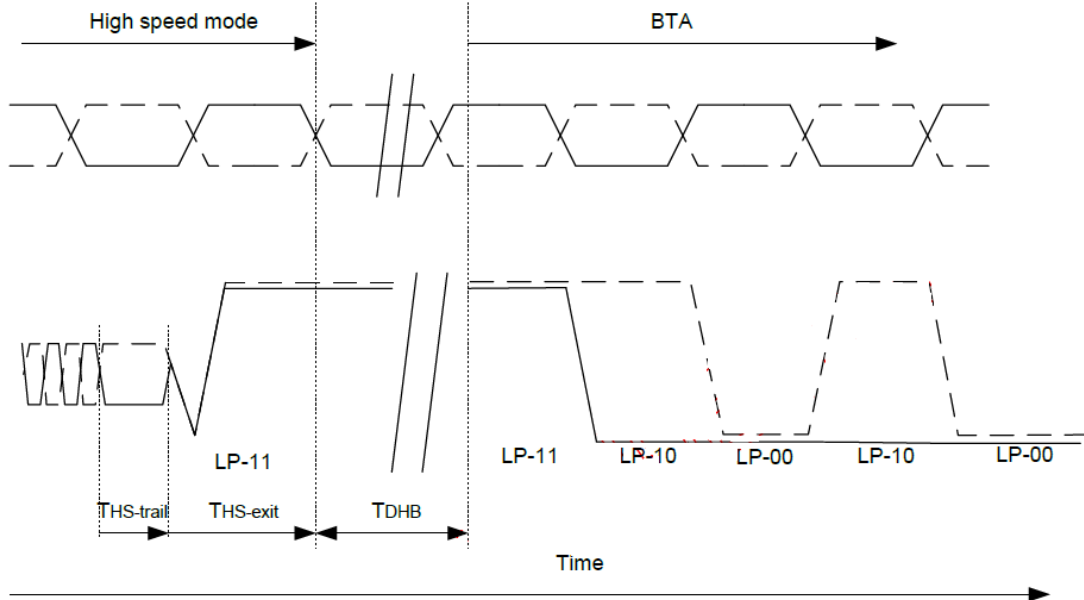 High speed mode
BTA
LP-11
LP-11
LP-10
LP-00
LP-10
LP-00
THS-trail
THS-exit
TDHB
Time